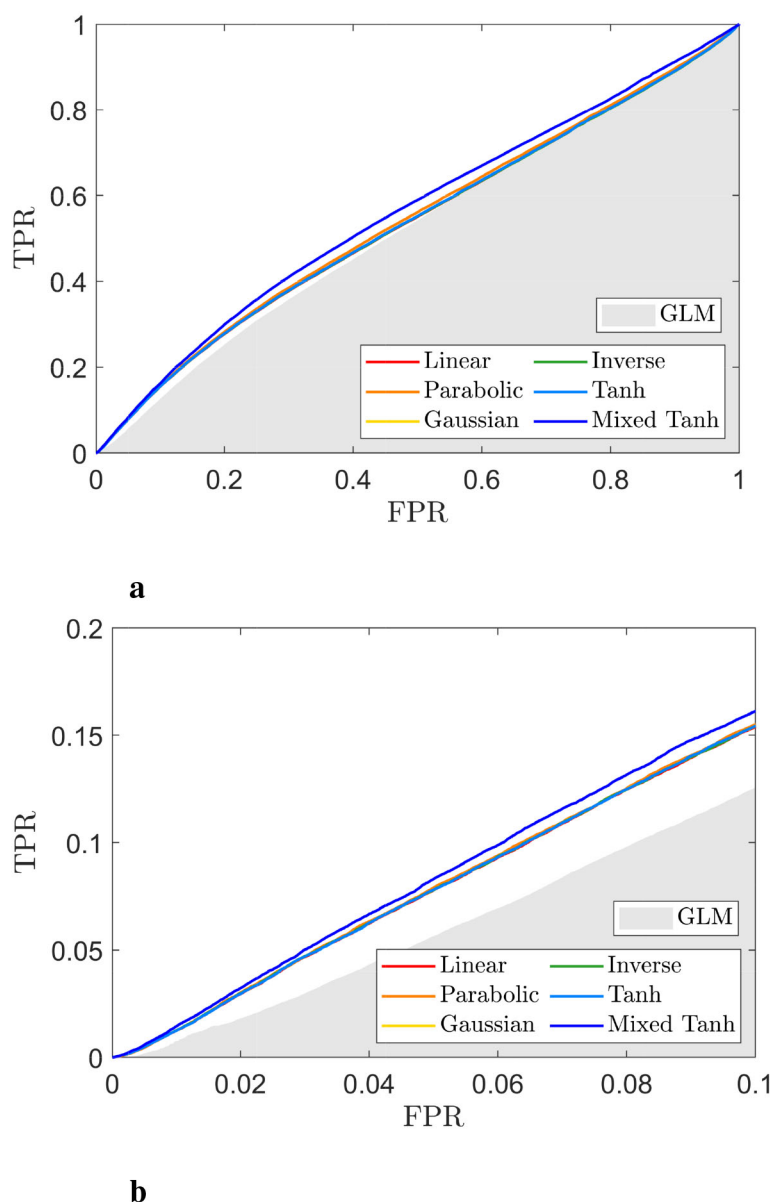 1
0.8
0.6
0.4
0.2
0
TPR
GLM
Linear Inverse
Parabolic Tanh
Gaussian Mixed Tanh
0 0.2 0.4 0.6 0.8 1
FPR
a
0.2
0.15
0.1
0.05
0
TPR
GLM
Linear Inverse
Parabolic Tanh
Gaussian Mixed Tanh
0 0.02 0.04 0.06 0.08 0.1
FPR
b